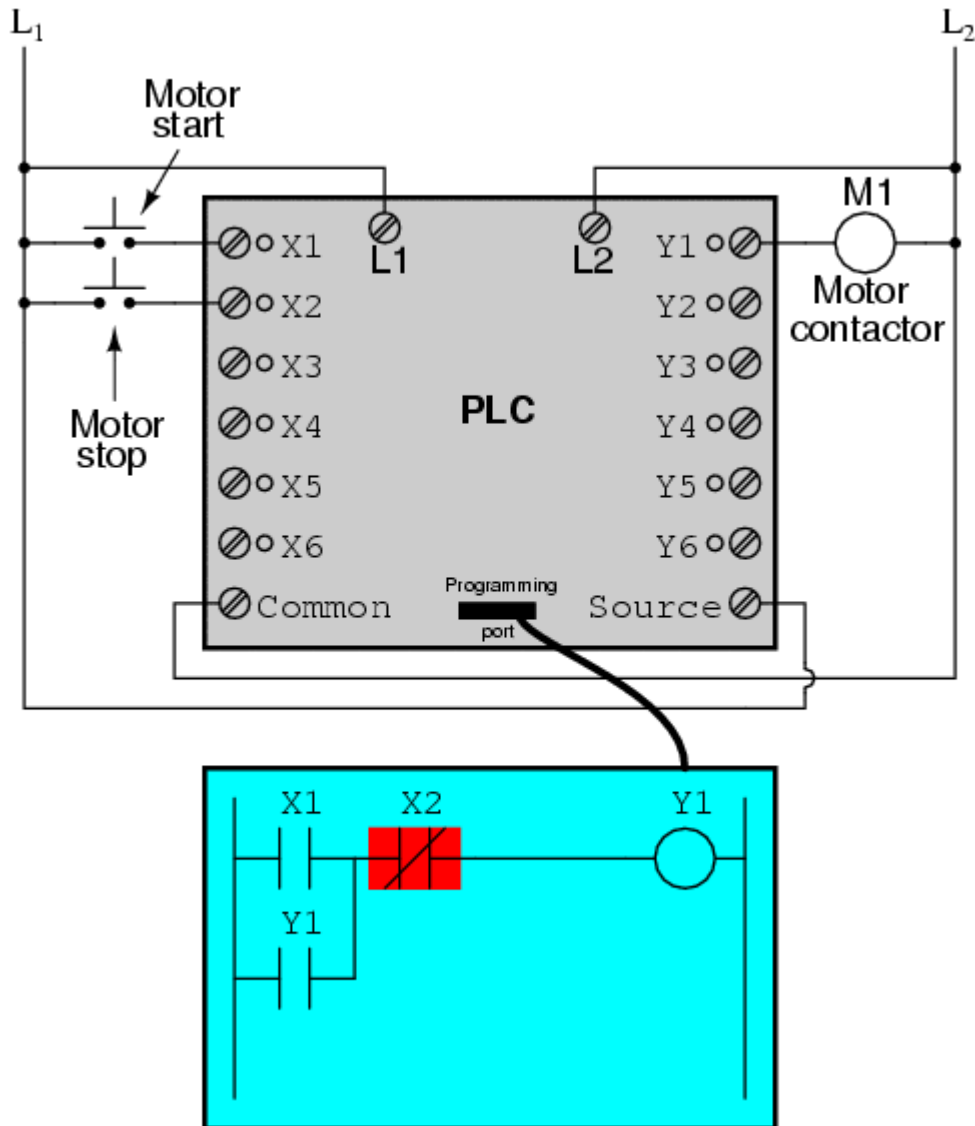 L1 L2
Motor
start
M1
X1 L1 L2 Y1
Motor
contactor
X2 Y2
X3 Y3
Motor
stop
PLC
X4 Y4
X5 Y5
X6 Y6
Programming
port
Common Source
X1 X2 Y1
Y1